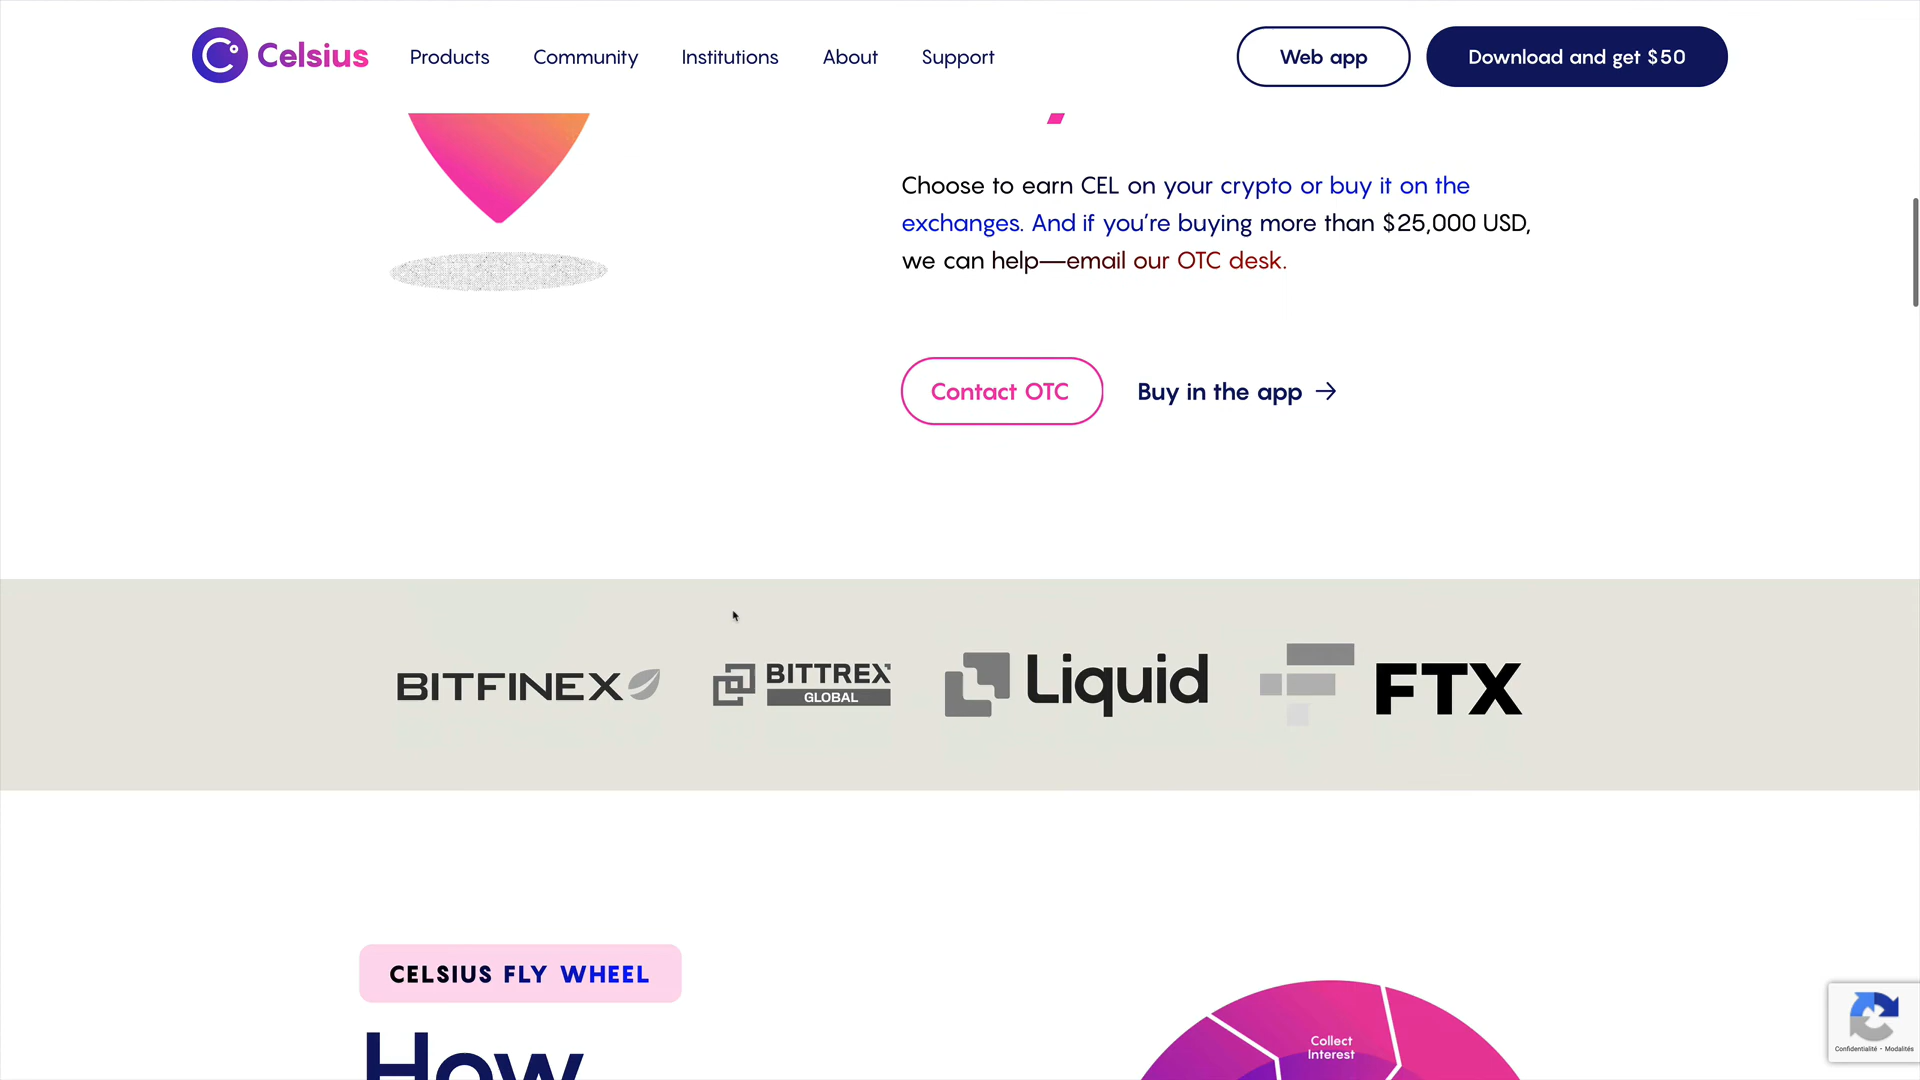 Celsius
Products
Community
Institutions
About
Support
Web app
Download and get $50
Choose to earn CEL on your crypto or buy it on the
exchanges. And if you’re buying more than $25,000 USD,
we can help—email our OTC desk.
Contact OTC
Buy in the app
BITFINEX
BITTREX
GLOBAL
Liquid
FTX
CELSIUS FLY WHEEL
How
Collect
Interest
Confidentialité - Modalités